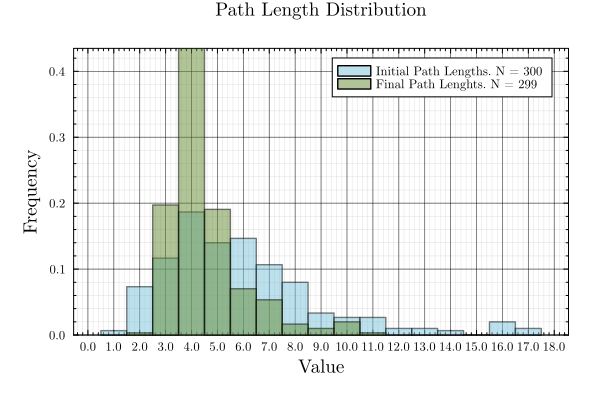 Path Length Distribution
Initial Path Lengths. N = 300
Final Path Lenghts. N = 299
Frequency
0.4
0.3
0.2
0.1
0.0
0.0 1.0 2.0 3.0 4.0 5.0 6.0 7.0 8.0 9.0 10.0 11.0 12.0 13.0 14.0 15.0 16.0 17.0 18.0
Value